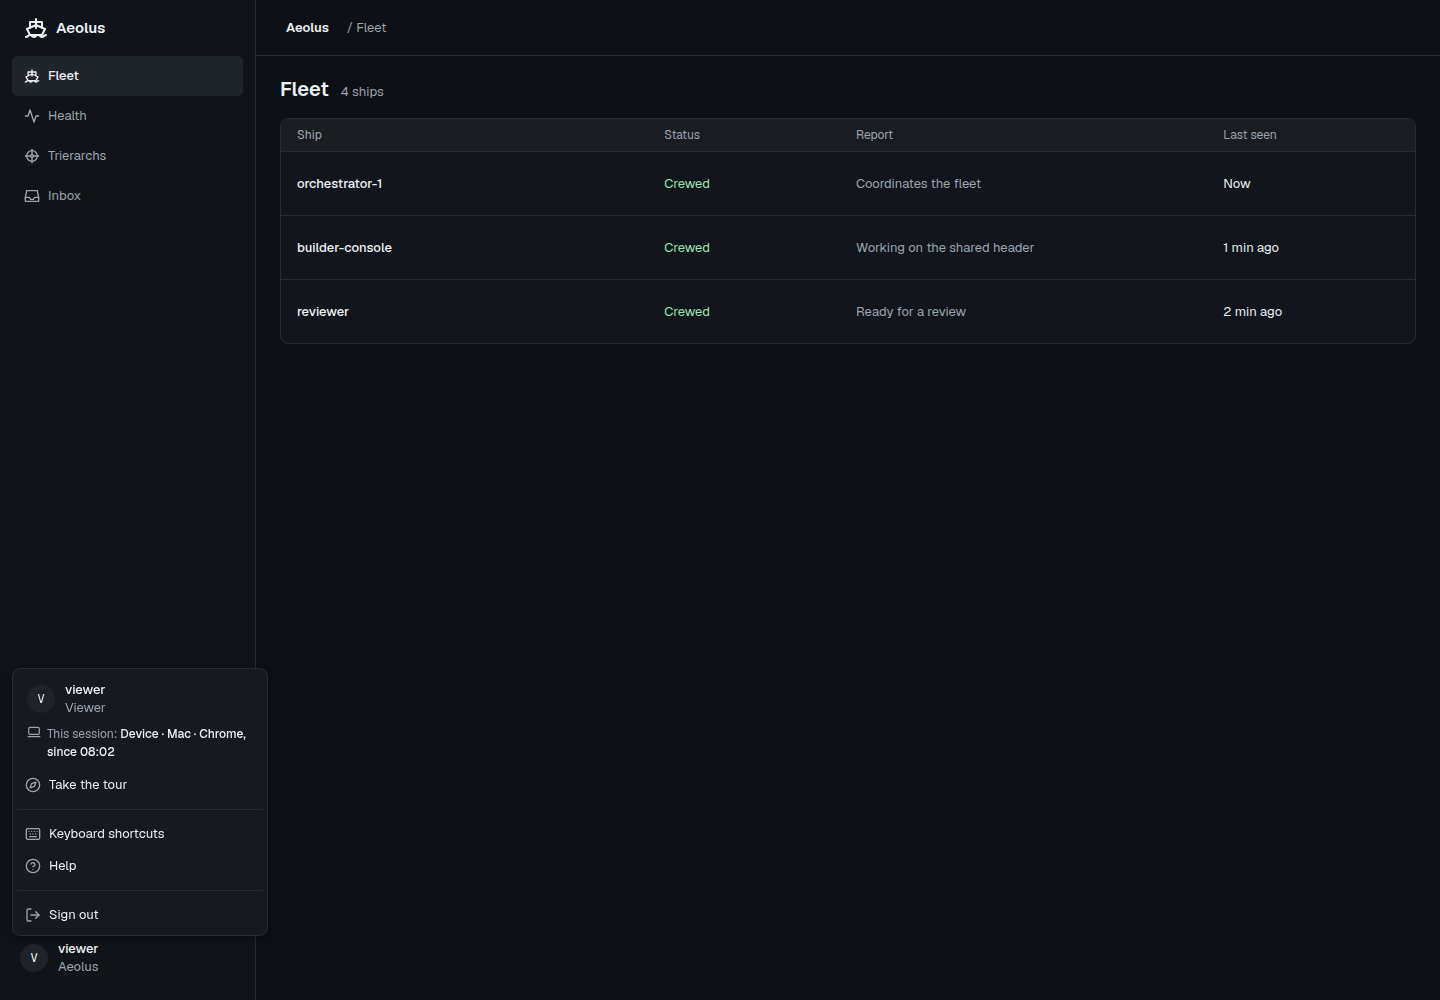 Aeolus
Fleet
Health
Trierarchs
Inbox
Aeolus / Fleet
Fleet 4 ships
Ship Status Report Last seen
orchestrator-1 Crewed Coordinates the fleet Now
builder-console Crewed Working on the shared header 1 min ago
reviewer Crewed Ready for a review 2 min ago
V viewer
Viewer
This session: Device · Mac · Chrome,
since 08:02
Take the tour
Keyboard shortcuts
Help
Sign out
V viewer
Aeolus